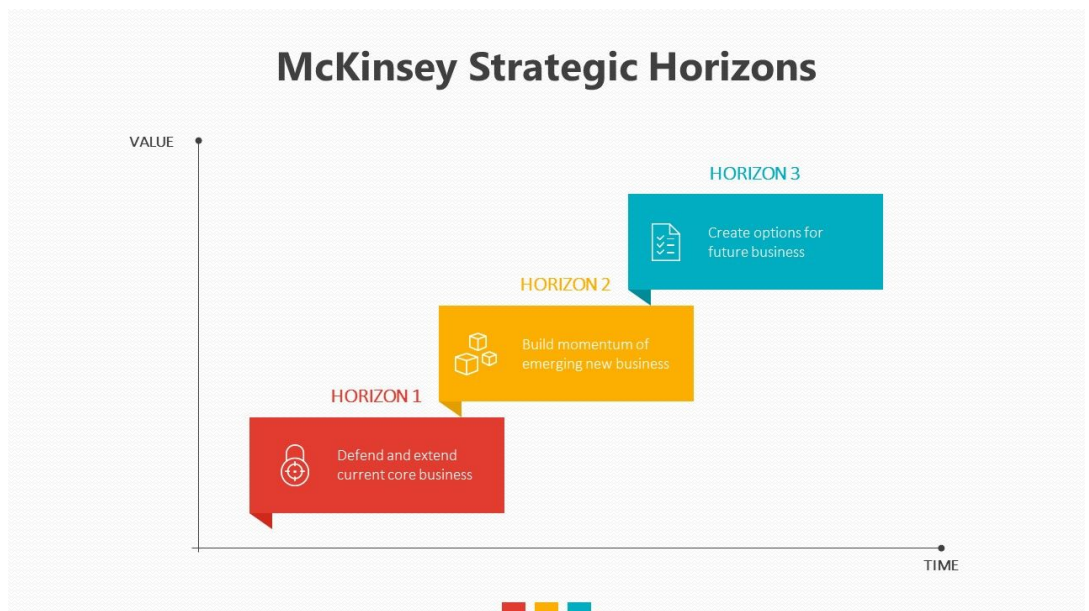 McKinsey Strategic Horizons
VALUE
HORIZON 3
Create options for
future business
HORIZON 2
Build momentum of
emerging new business
HORIZON 1
Defend and extend
current core business
TIME